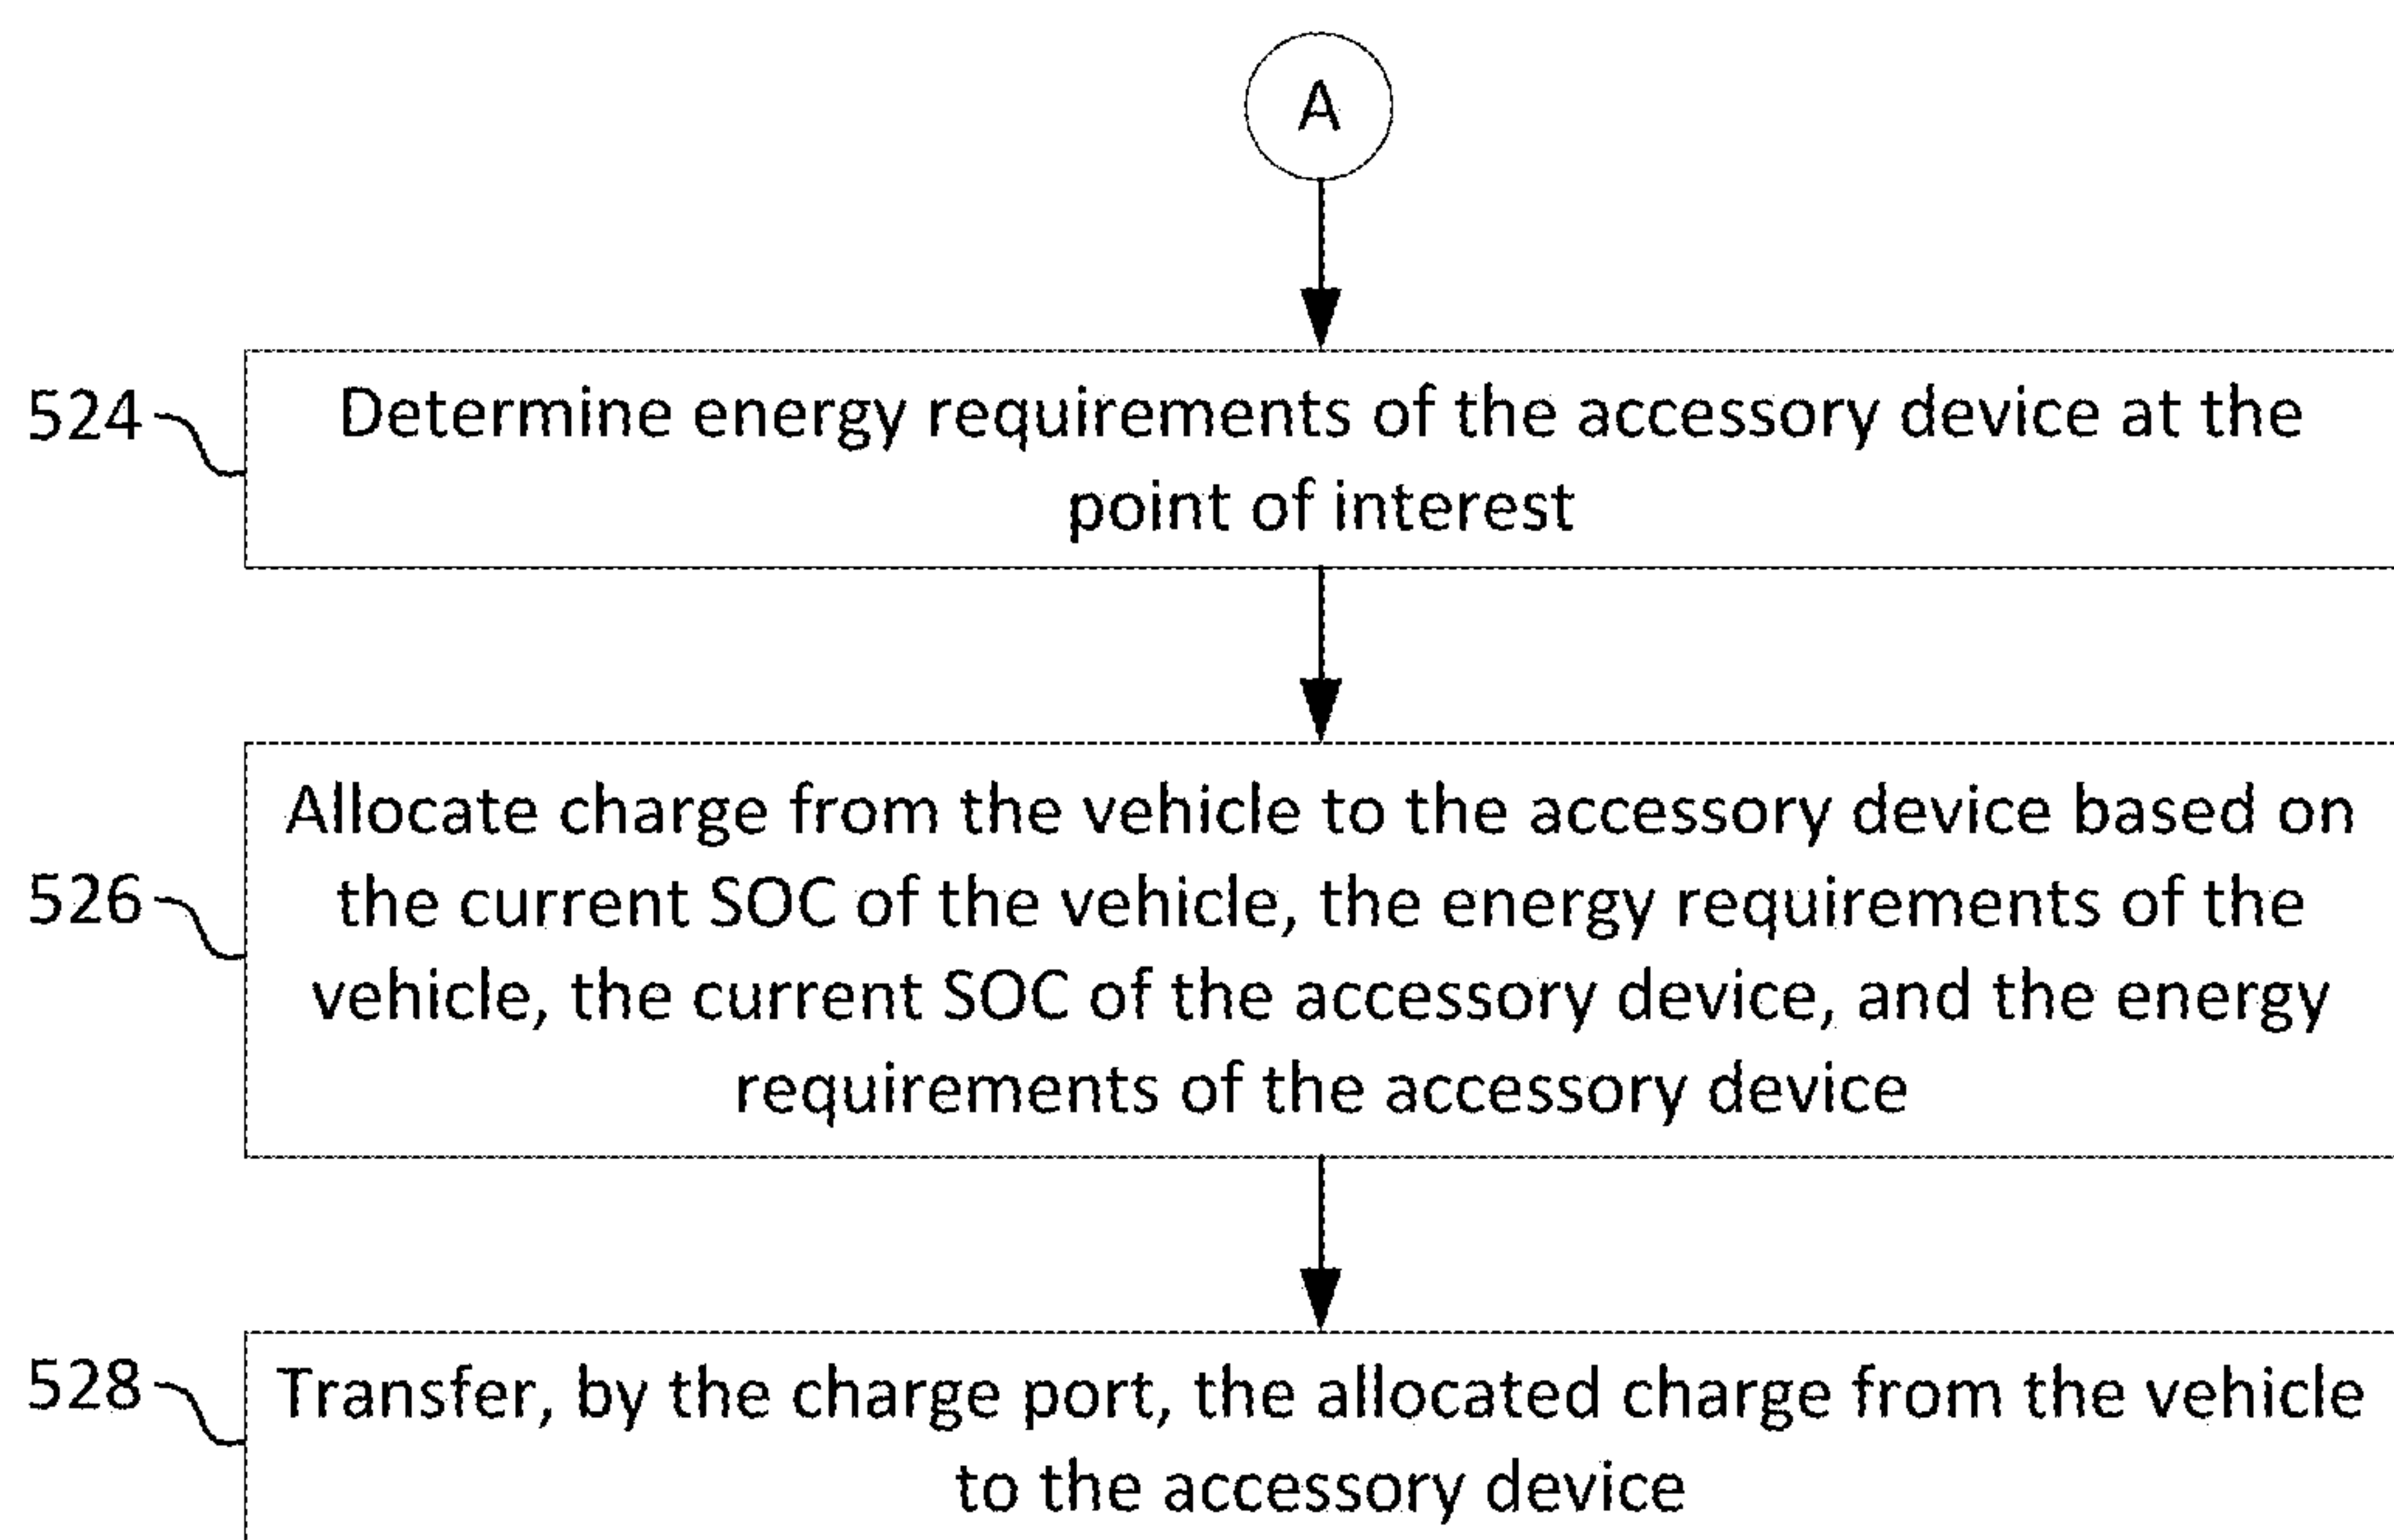 A
524
Determine energy requirements of the accessory device at the
point of interest
526
Allocate charge from the vehicle to the accessory device based on
the current SOC of the vehicle, the energy requirements of the
vehicle, the current SOC of the accessory device, and the energy
requirements of the accessory device
528
Transfer, by the charge port, the allocated charge from the vehicle
to the accessory device